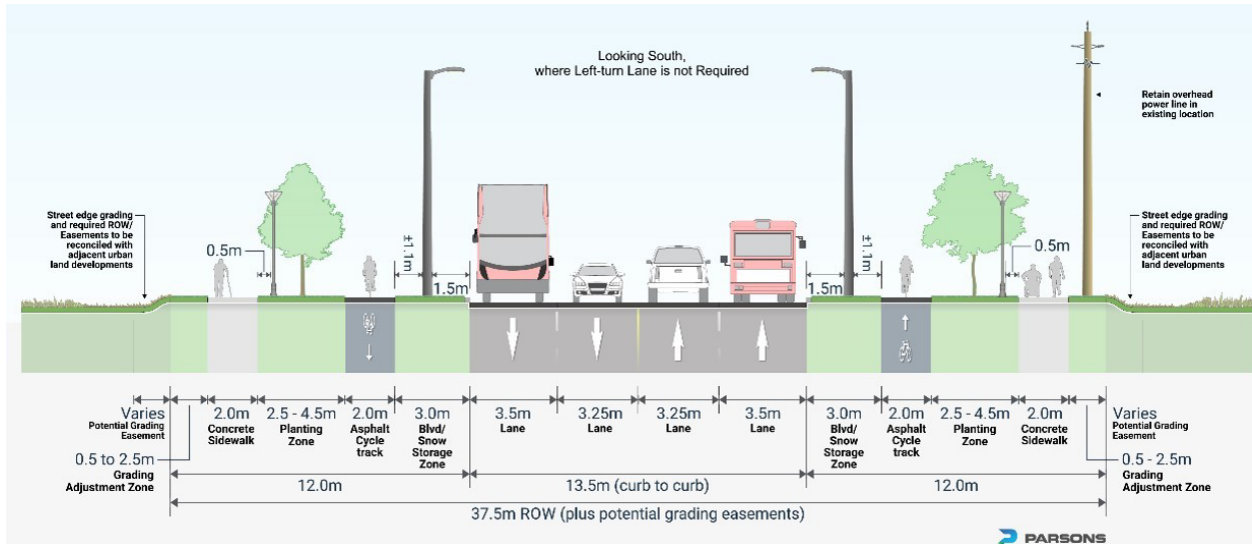 Looking South,
where Left-turn Lane is not Required
Retain overhead
power line in
existing location
Street edge grading
and required ROW/
Easements to be
reconciled with
adjacent urban
land developments
0.5m
±1.1m
1.5m
±1.1m
1.5m
0.5m
Street edge grading
and required ROW/
Easements to be
reconciled with
adjacent urban
land developments
Varies
Potential Grading
Easement
2.0m
Concrete
Sidewalk
2.5 - 4.5m
Planting
Zone
2.0m
Asphalt
Cycle
track
3.0m
Blvd/
Snow
Storage
Zone
3.5m
Lane
3.25m
Lane
3.25m
Lane
3.5m
Lane
3.0m
Blvd/
Snow
Storage
Zone
2.0m
Asphalt
Cycle
track
2.5 - 4.5m
Planting
Zone
2.0m
Concrete
Sidewalk
Varies
Potential Grading
Easement
0.5 to 2.5m
Grading
Adjustment Zone
0.5 - 2.5m
Grading
Adjustment Zone
12.0m
13.5m (curb to curb)
12.0m
37.5m ROW (plus potential grading easements)
PARSONS